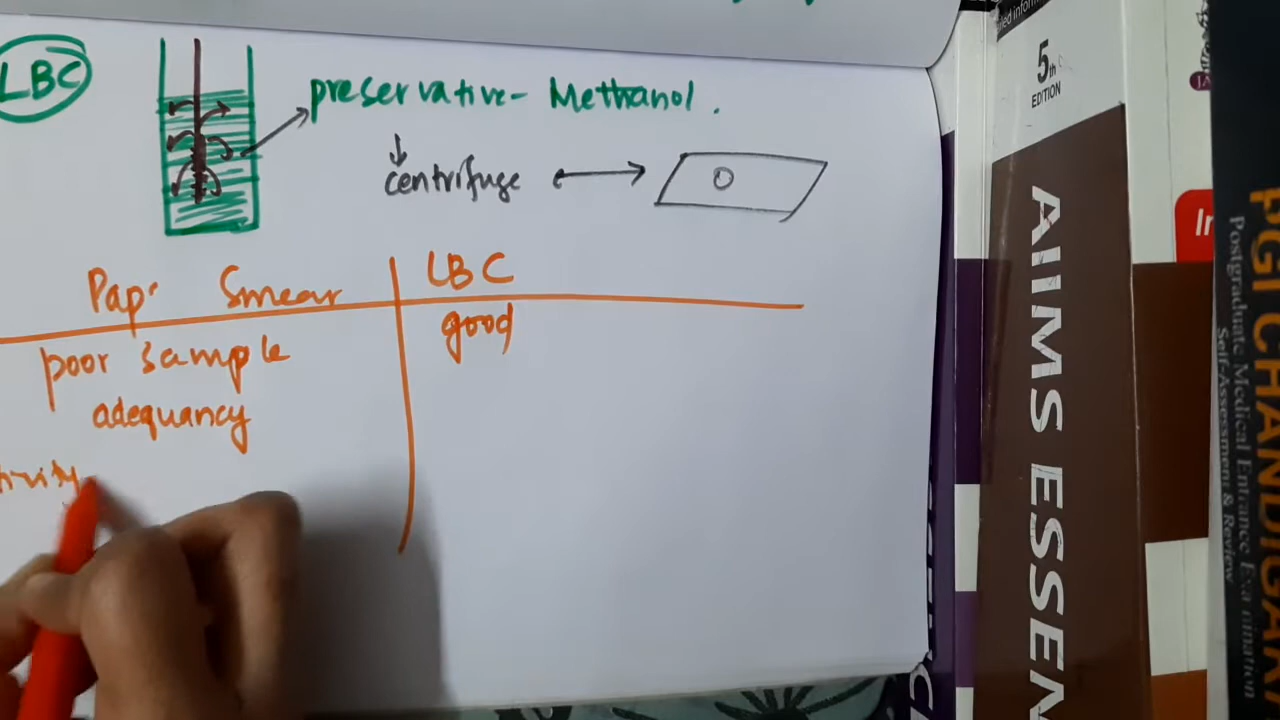 LBC
preservative- Methanol.
centrifuge
Pap. Smear
LBC
poor sample
good
adequancy
5th
EDITION
AIIMS ESSEN
PGI CHANDIGAR
Postgraduate Medical Entrance Examination
Self-Assessment & Review